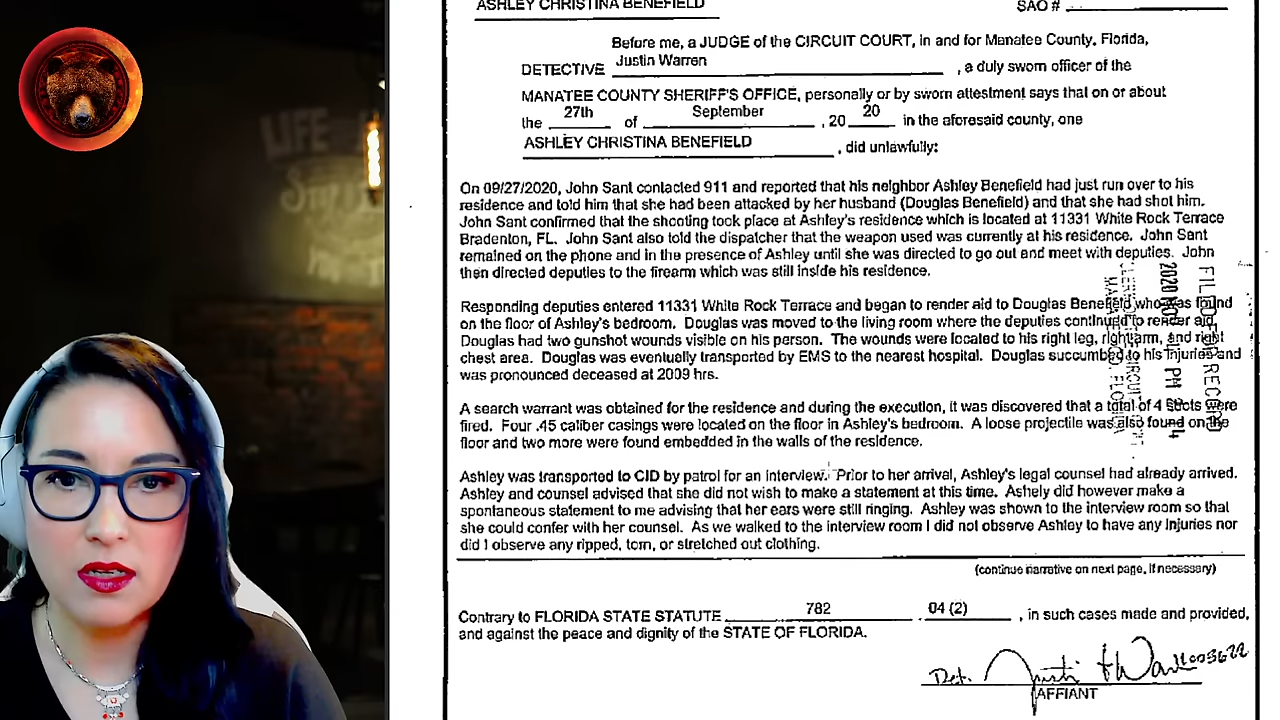 ASHLEY CHRISTINA BENEFIELD
SAO #
Before me, a JUDGE of the CIRCUIT COURT, in and for Manatee County, Florida,
DETECTIVE Justin Warren , a duly sworn officer of the
MANATEE COUNTY SHERIFF'S OFFICE, personally or by sworn attestment says that on or about
the 27th of September , 20 20 in the aforesaid county, one
ASHLEY CHRISTINA BENEFIELD , did unlawfully:
On 09/27/2020, John Sant contacted 911 and reported that his neighbor Ashley Benefield had just run over to his
residence and told him that she had been attacked by her husband (Douglas Benefield) and that she had shot him.
John Sant confirmed that the shooting took place at Ashley's residence which is located at 11331 White Rock Terrace
Bradenton, FL. John Sant also told the dispatcher that the weapon used was currently at his residence. John Sant
remained on the phone and in the presence of Ashley until she was directed to go out and meet with deputies. John
then directed deputies to the firearm which was still inside his residence.
Responding deputies entered 11331 White Rock Terrace and began to render aid to Douglas Benefield who was found
on the floor of Ashley's bedroom. Douglas was moved to the living room where the deputies continued to render aid
Douglas had two gunshot wounds visible on his person. The wounds were located to his right leg, right arm, and right
chest area. Douglas was eventually transported by EMS to the nearest hospital. Douglas succumbed to his injuries and
was pronounced deceased at 2009 hrs.
A search warrant was obtained for the residence and during the execution, it was discovered that a total of 4 shots were
fired. Four .45 caliber casings were located on the floor in Ashley's bedroom. A loose projectile was also found on the
floor and two more were found embedded in the walls of the residence.
Ashley was transported to CID by patrol for an interview. Prior to her arrival, Ashley's legal counsel had already arrived.
Ashley and counsel advised that she did not wish to make a statement at this time. Ashely did however make a
spontaneous statement to me advising that her ears were still ringing. Ashley was shown to the interview room so that
she could confer with her counsel. As we walked to the interview room I did not observe Ashley to have any injuries nor
did I observe any ripped, torn, or stretched out clothing.
(continue narrative on next page, if necessary)
Contrary to FLORIDA STATE STATUTE 782 . 04 (2) , in such cases made and provided,
and against the peace and dignity of the STATE OF FLORIDA.
Det.
AFFIANT
FILED FOR RECORD
2020 NOV PM
LIFE